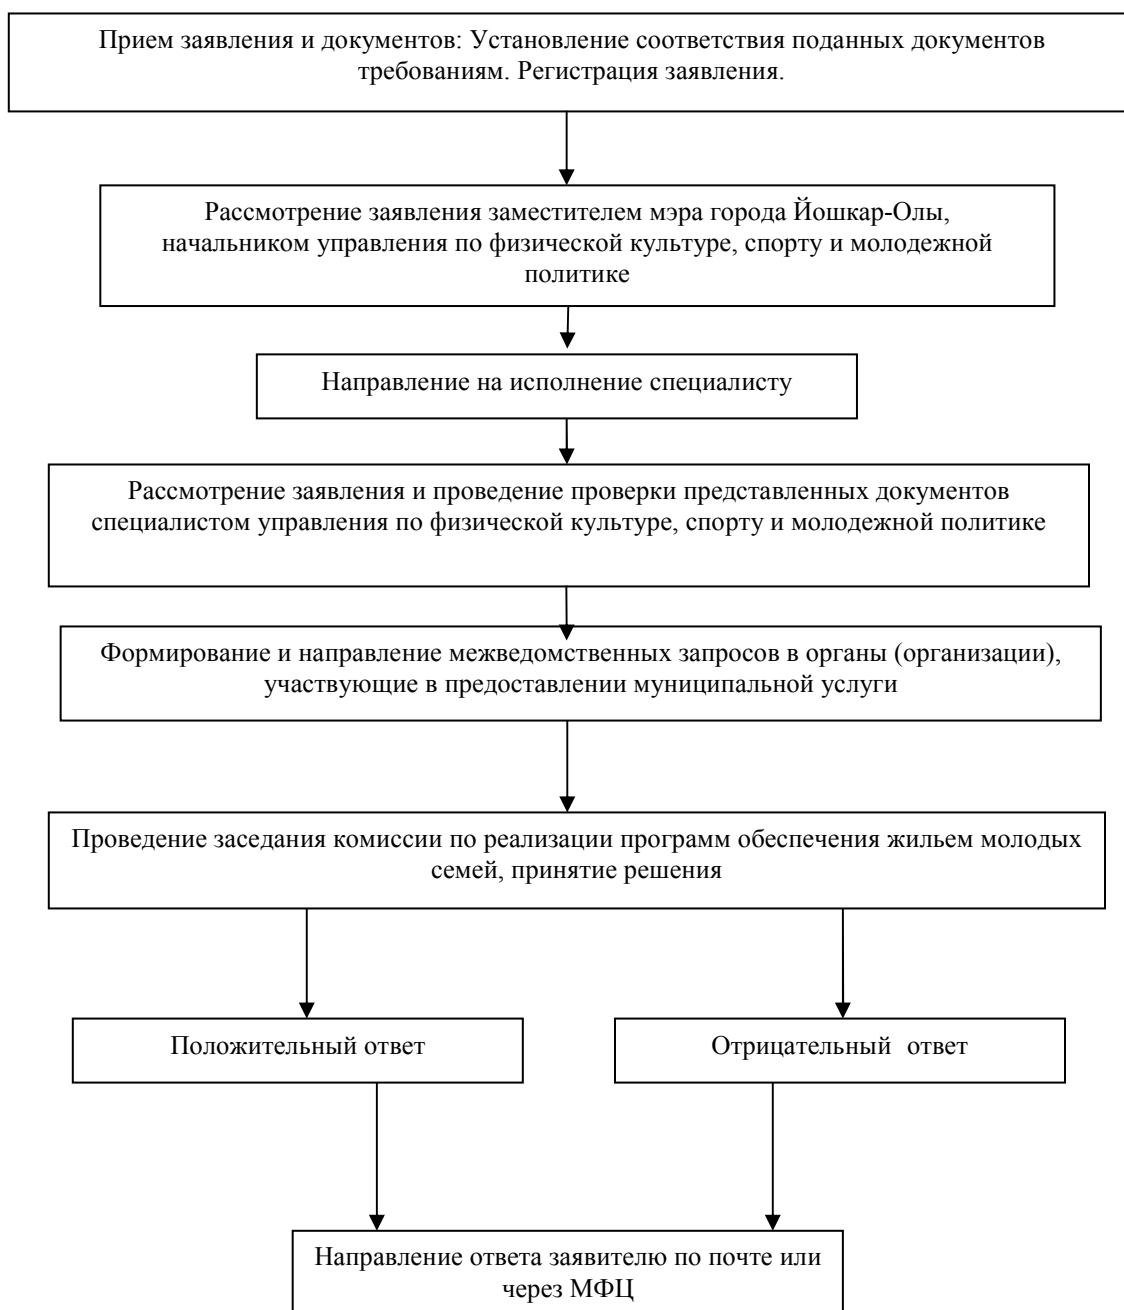 Прием заявления и документов: Установление соответствия поданных документов
требованиям. Регистрация заявления.
Рассмотрение заявления заместителем мэра города Йошкар-Олы,
начальником управления по физической культуре, спорту и молодежной
политике
Направление на исполнение специалисту
Рассмотрение заявления и проведение проверки представленных документов
специалистом управления по физической культуре, спорту и молодежной политике
Формирование и направление межведомственных запросов в органы (организации),
участвующие в предоставлении муниципальной услуги
Проведение заседания комиссии по реализации программ обеспечения жильем молодых
семей, принятие решения
Положительный ответ
Отрицательный ответ
Направление ответа заявителю по почте или
через МФЦ